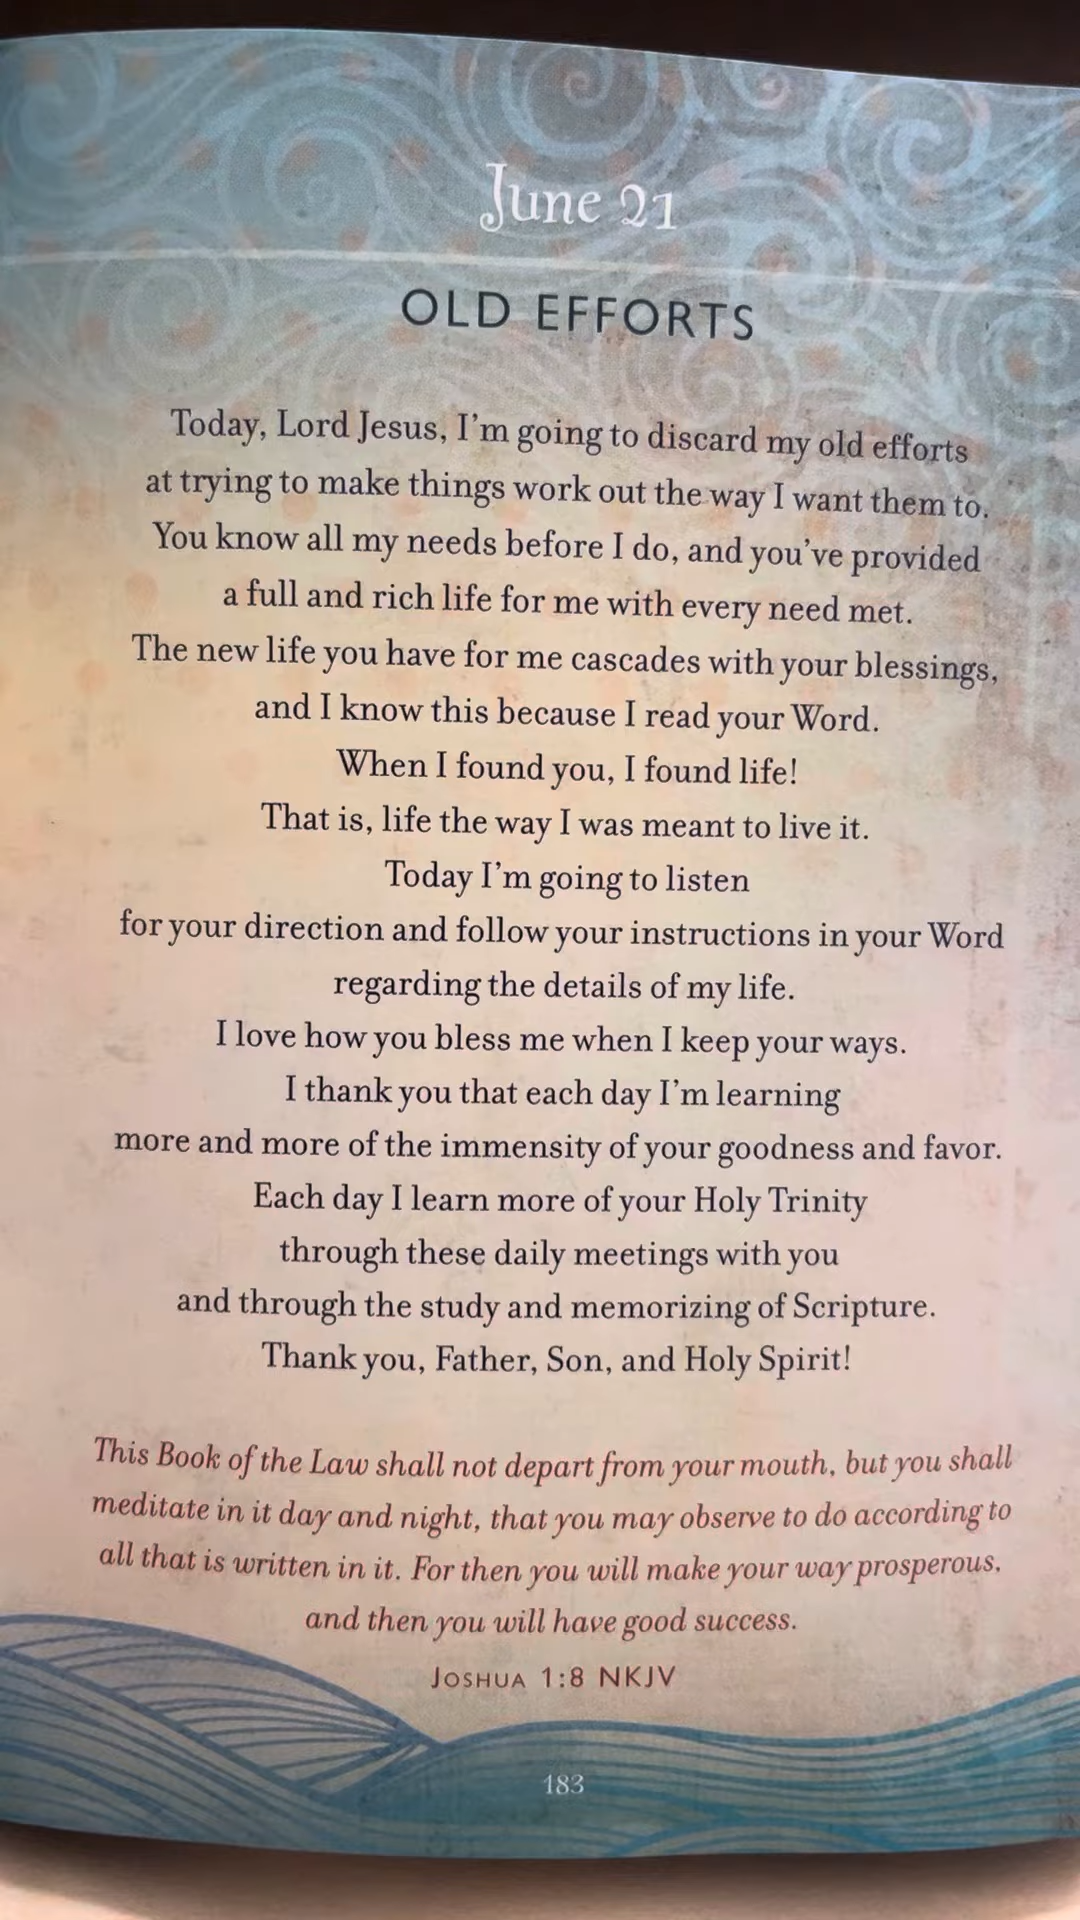 June 21
OLD EFFORTS
Today, Lord Jesus, I'm going to discard my old efforts
at trying to make things work out the way I want them to.
You know all my needs before I do, and you've provided
a full and rich life for me with every need met.
The new life you have for me cascades with your blessings,
and I know this because I read your Word.
When I found you, I found life!
That is, life the way I was meant to live it.
Today I'm going to listen
for your direction and follow your instructions in your Word
regarding the details of my life.
I love how you bless me when I keep your ways.
I thank you that each day I'm learning
more and more of the immensity of your goodness and favor.
Each day I learn more of your Holy Trinity
through these daily meetings with you
and through the study and memorizing of Scripture.
Thank you, Father, Son, and Holy Spirit!
This Book of the Law shall not depart from your mouth, but you shall
meditate in it day and night, that you may observe to do according to
all that is written in it. For then you will make your way prosperous,
and then you will have good success.
JOSHUA 1:8 NKJV
183